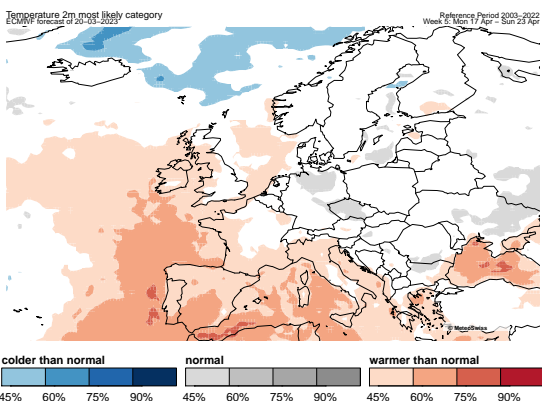 Temperature 2m most likely category
ECMWF forecast of 20−03−2023
Reference Period 2003−2022
Week 5: Mon 17 Apr − Sun 23 Apr
© MeteoSwiss
colder than normal
normal
warmer than normal
45% 60% 75% 90% 45% 60% 75% 90% 45% 60% 75% 90%